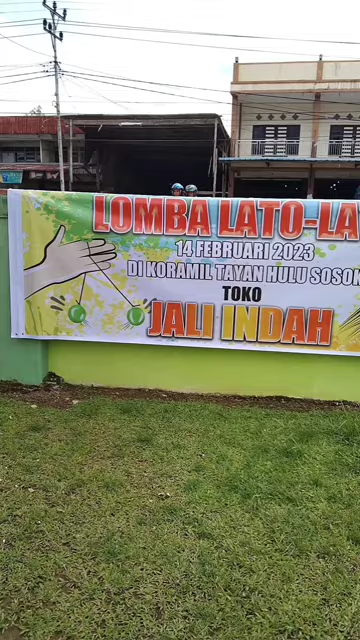 LOMBA LATO-LA
14 FEBRUARI 2023
DI KORAMIL TAYAN HULU SOSOK
TOKO
JALI INDAH